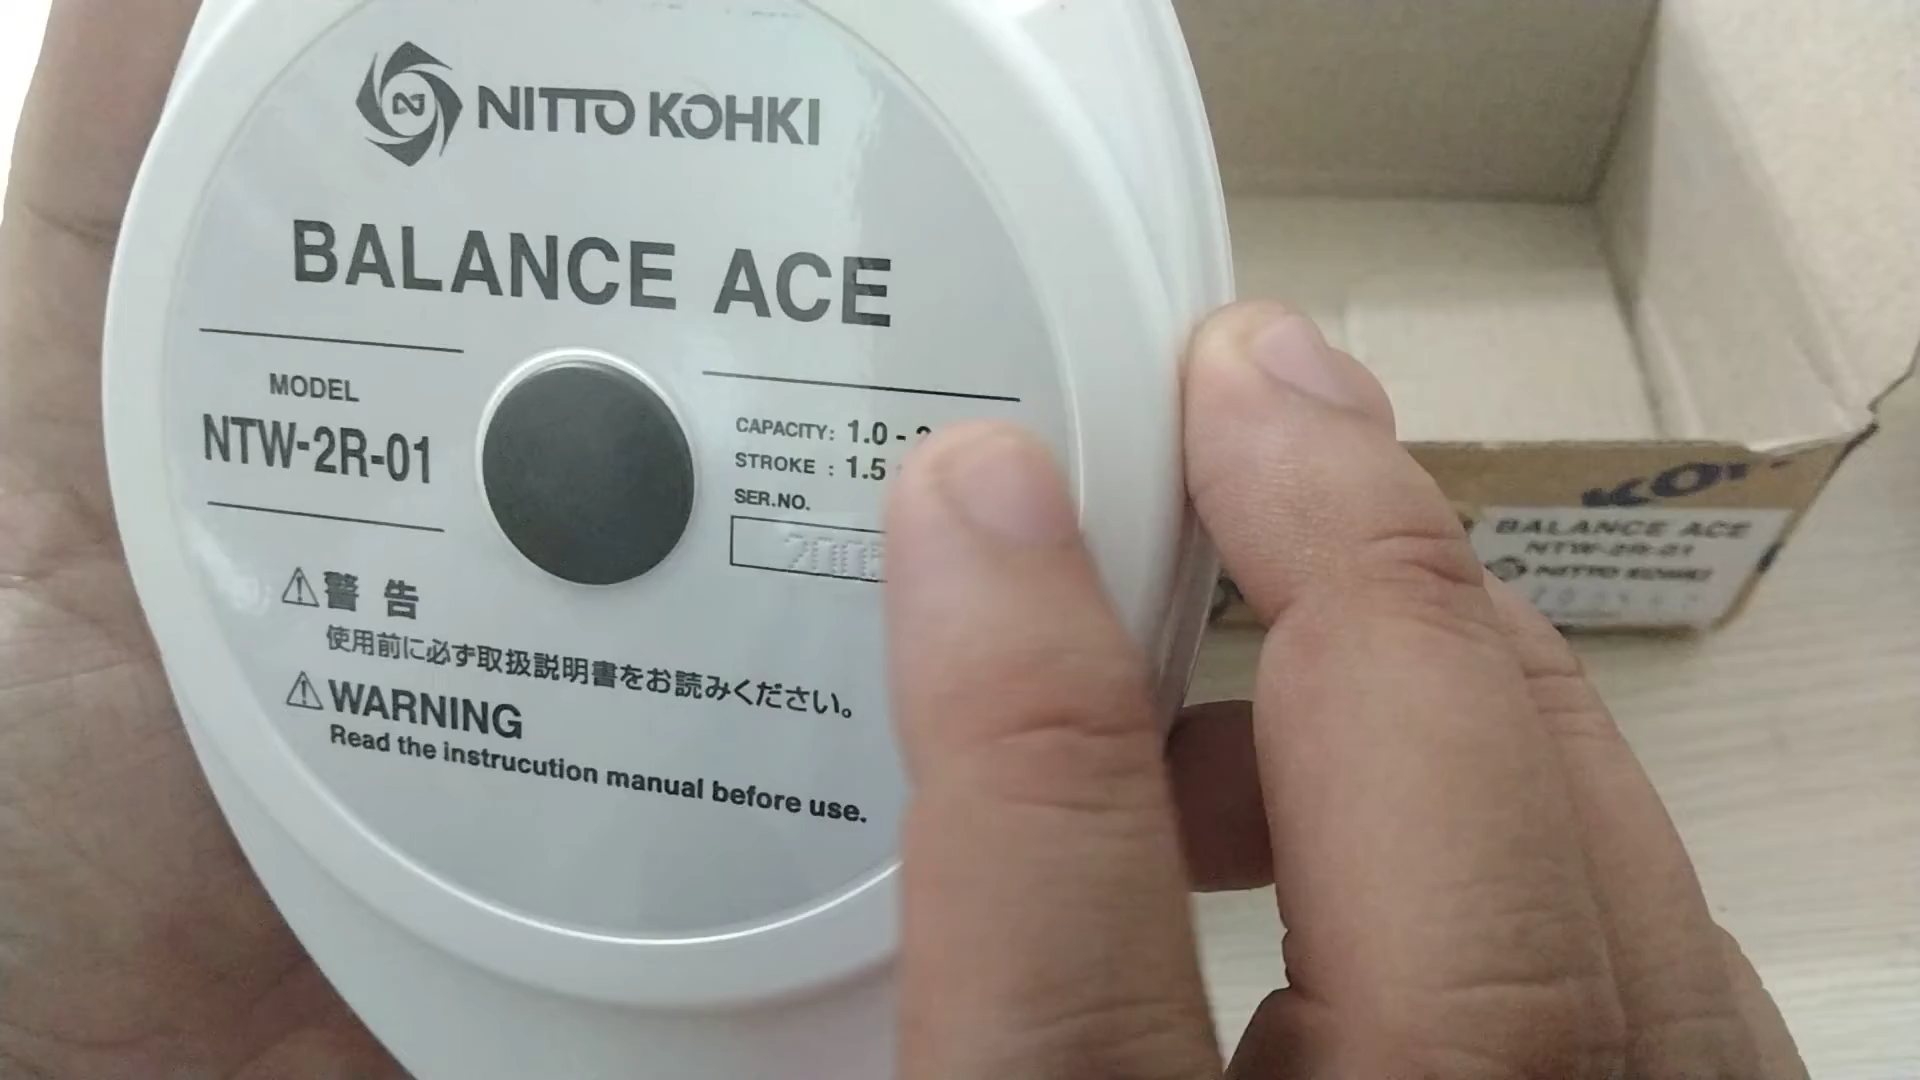 NITTO KOHKI
BALANCE ACE
MODEL
NTW-2R-01
CAPACITY: 1.0 -
STROKE : 1.5
SER.NO.
2005
⚠警 告
使用前に必ず取扱説明書をお読みください。
⚠WARNING
Read the instrucution manual before use.
BALANCE ACE
NTW-2R-01
NITTO KOHKI